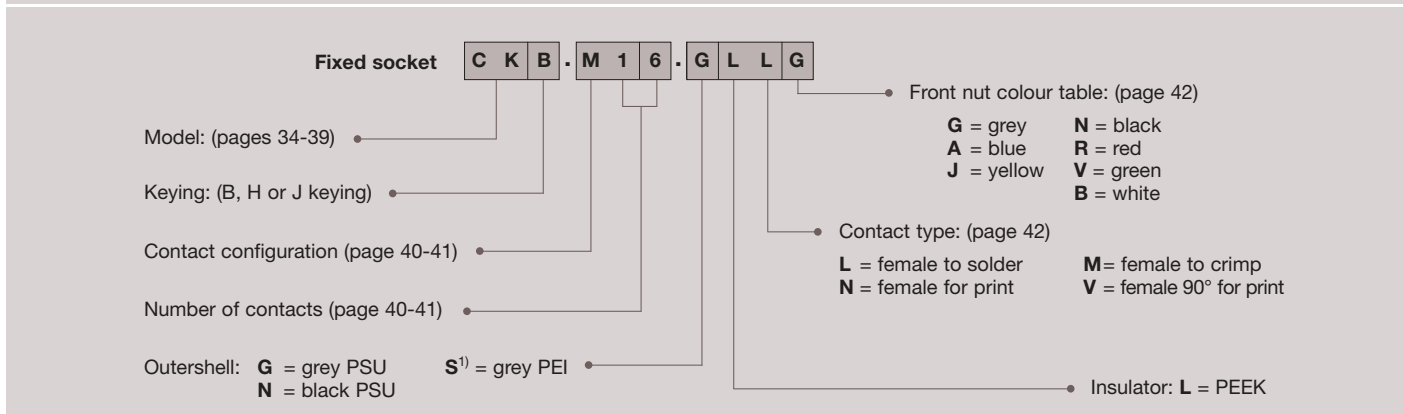 Fixed socket CKB.M16.GLLG
Front nut colour table: (page 42)
G = grey N = black
A = blue R = red
J = yellow V = green
B = white
Model: (pages 34-39)
Keying: (B, H or J keying)
Contact type: (page 42)
L = female to solder M= female to crimp
N = female for print V = female 90° for print
Contact configuration (page 40-41)
Number of contacts (page 40-41)
Outershell: G = grey PSU S1) = grey PEI
N = black PSU
Insulator: L = PEEK